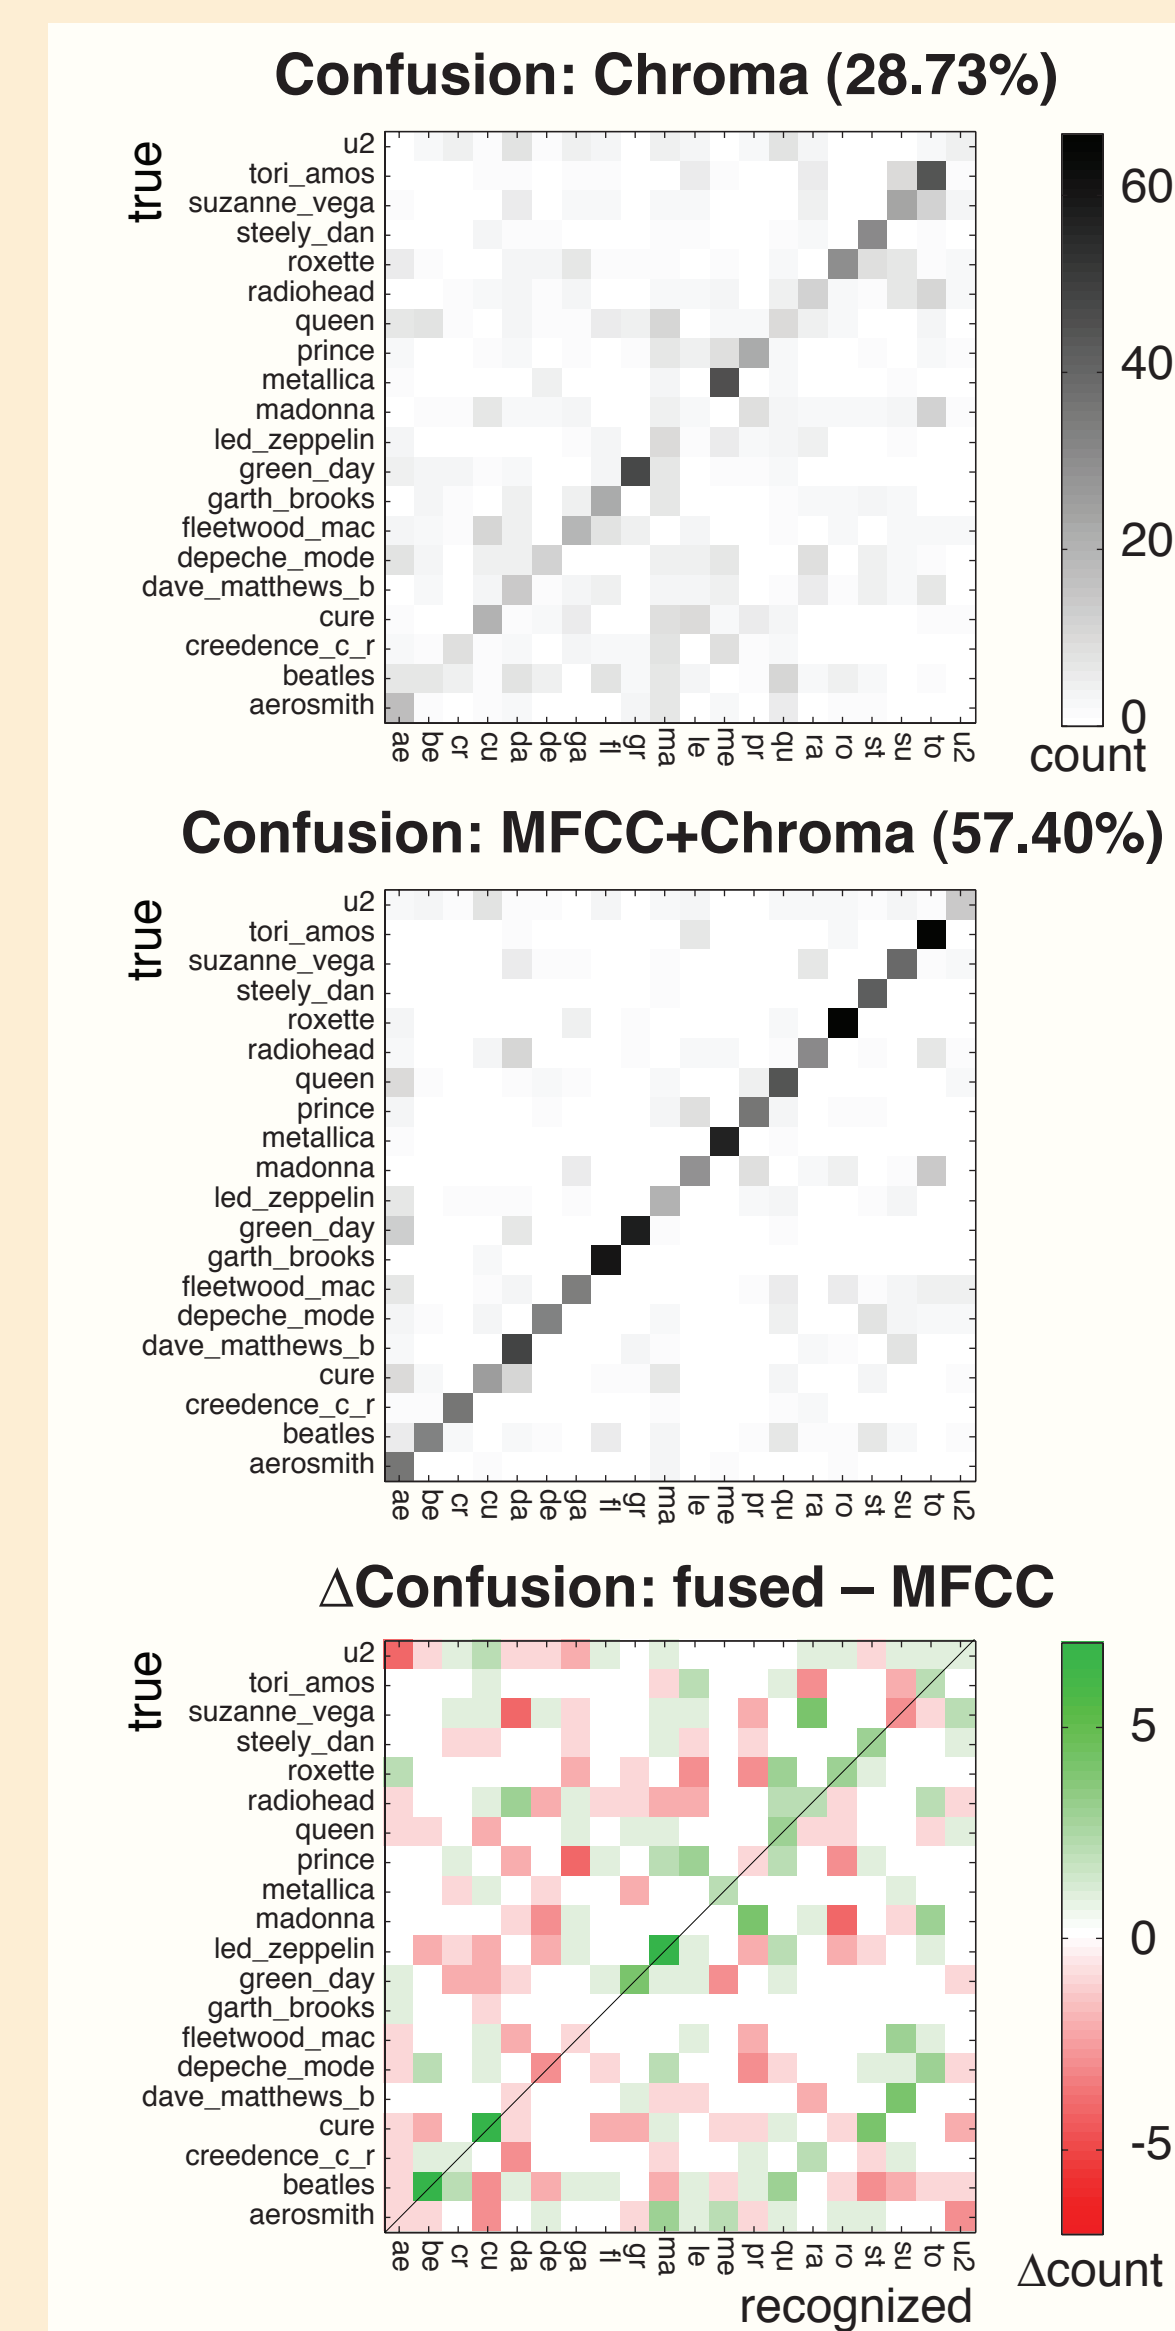 Confusion: Chroma (28.73%)
true
u2
tori_amos
suzanne_vega
steely_dan
roxette
radiohead
queen
prince
metallica
madonna
led_zeppelin
green_day
garth_brooks
fleetwood_mac
depeche_mode
dave_matthews_b
cure
creedence_c_r
beatles
aerosmith
ae be cr cu da de ga fl gr ma le me pr qu ra ro st su to u2
60
40
20
0
count
Confusion: MFCC+Chroma (57.40%)
true
u2
tori_amos
suzanne_vega
steely_dan
roxette
radiohead
queen
prince
metallica
madonna
led_zeppelin
green_day
garth_brooks
fleetwood_mac
depeche_mode
dave_matthews_b
cure
creedence_c_r
beatles
aerosmith
ae be cr cu da de ga fl gr ma le me pr qu ra ro st su to u2
ΔConfusion: fused – MFCC
true
u2
tori_amos
suzanne_vega
steely_dan
roxette
radiohead
queen
prince
metallica
madonna
led_zeppelin
green_day
garth_brooks
fleetwood_mac
depeche_mode
dave_matthews_b
cure
creedence_c_r
beatles
aerosmith
ae be cr cu da de ga fl gr ma le me pr qu ra ro st su to u2
recognized
5
0
-5
Δcount